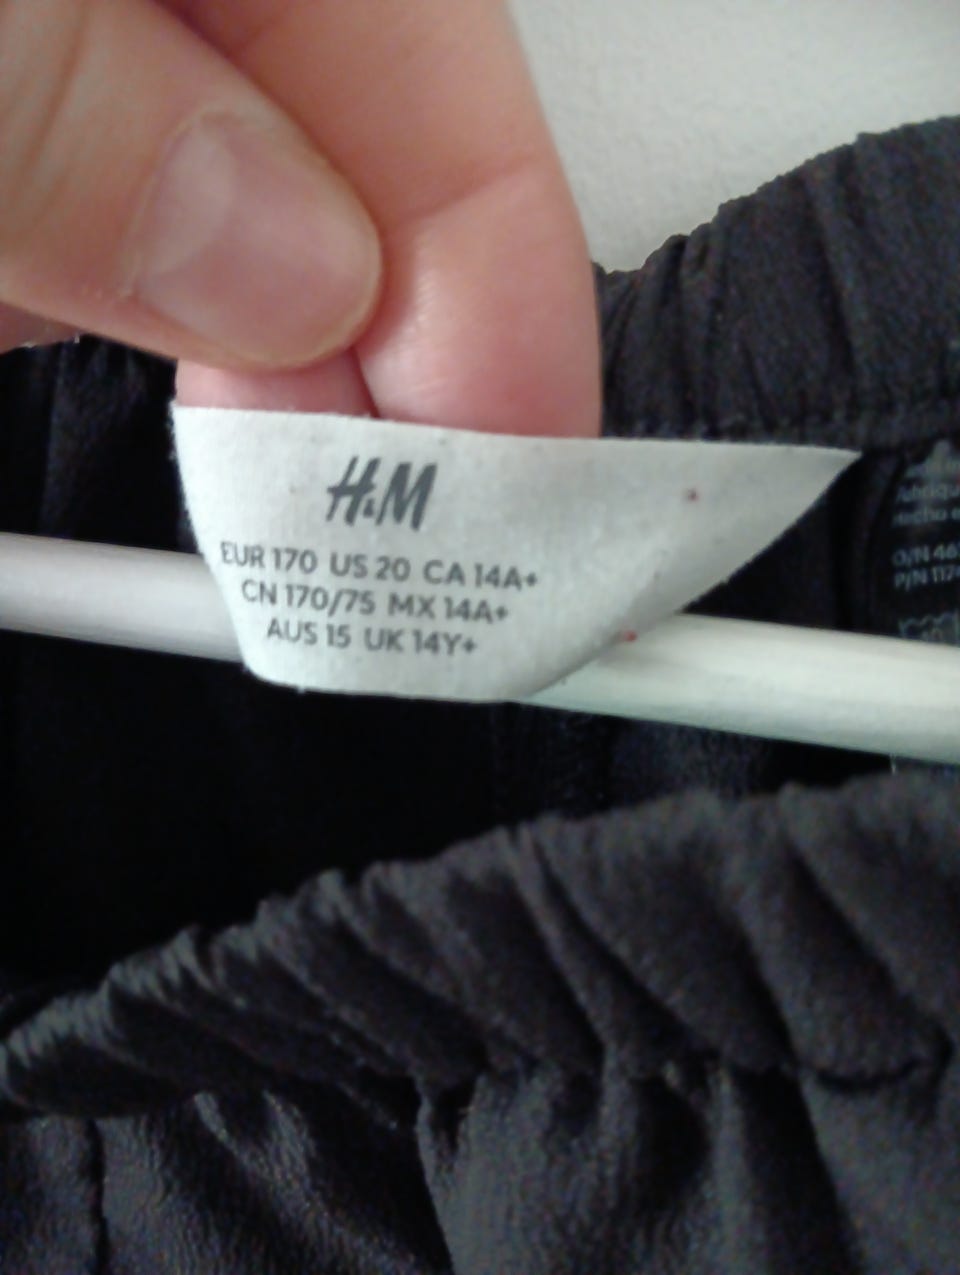 H&M
EUR 170 US 20 CA 14A+
CN 170/75 MX 14A+
AUS 15 UK 14Y+